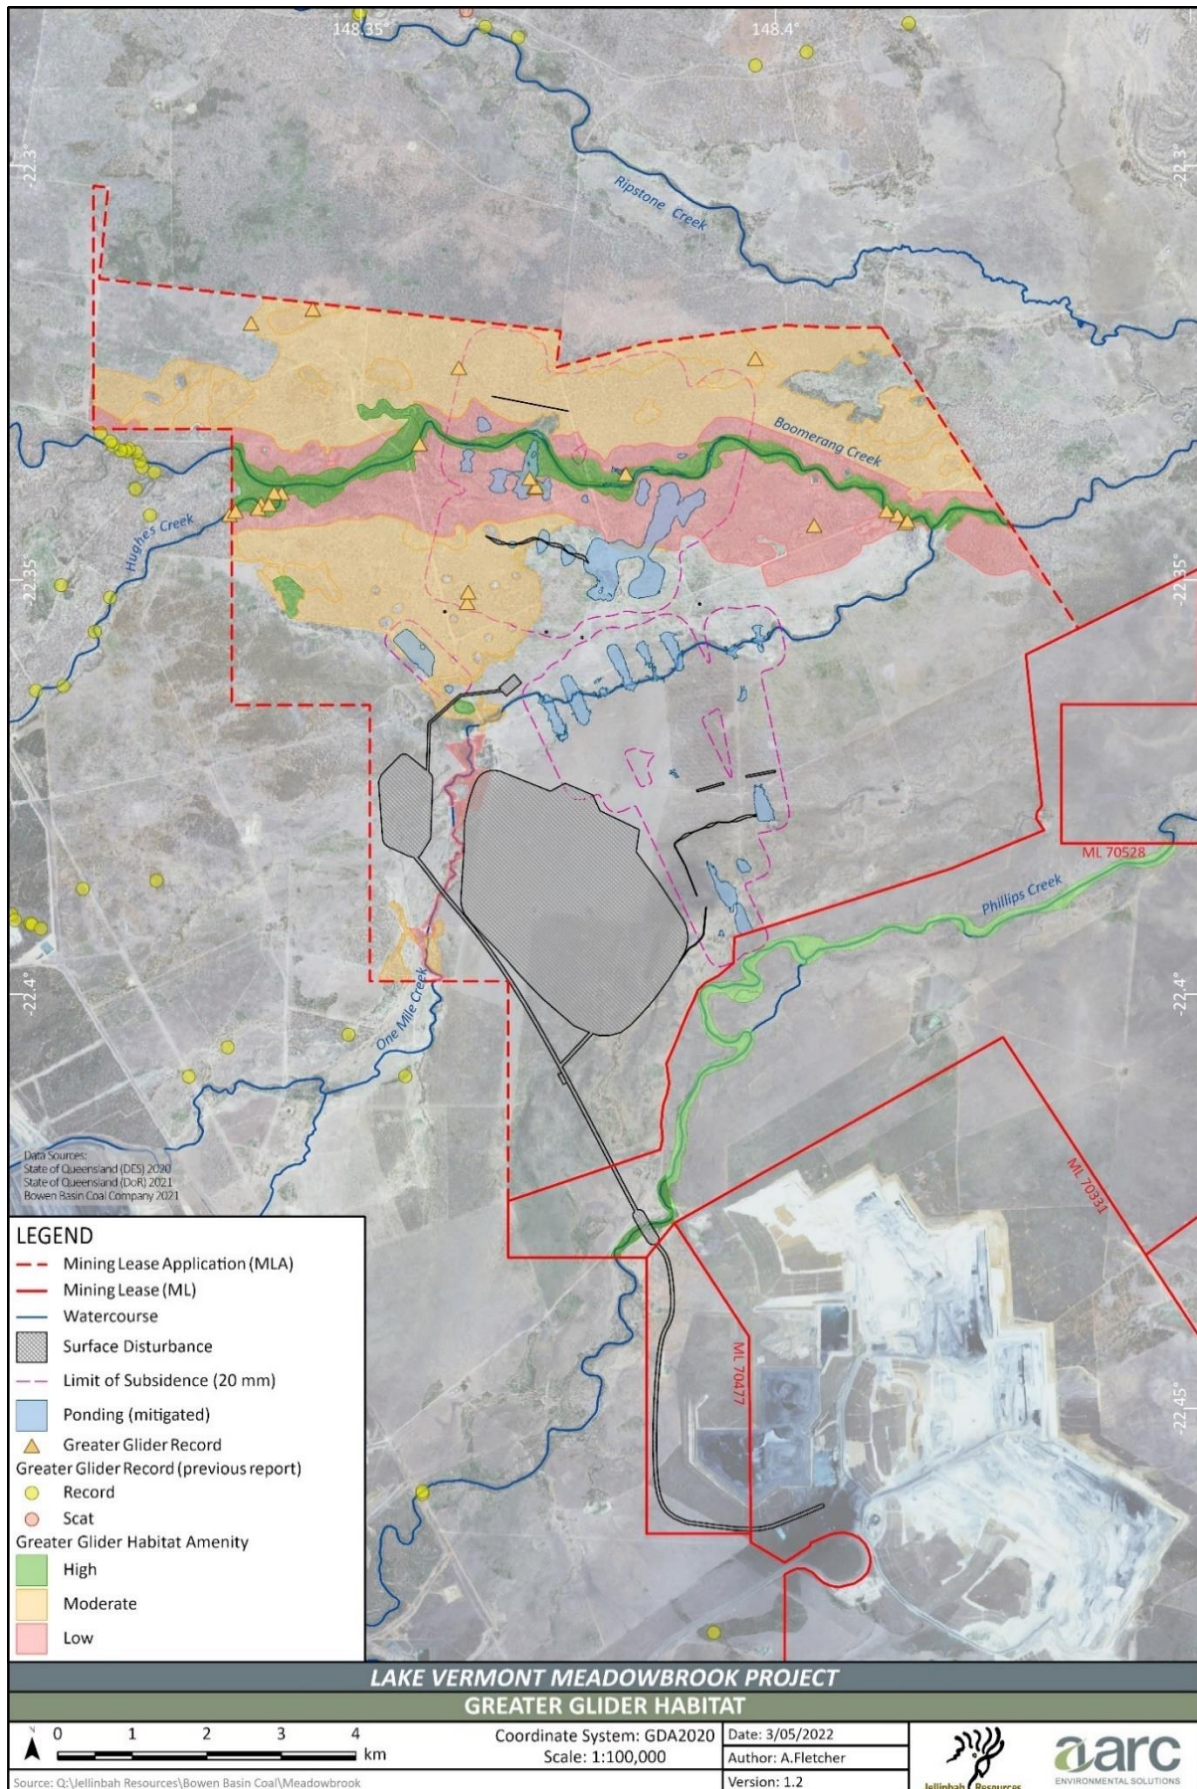 148.35°
148.4°
-22.3°
-22.3°
Ripstone Creek
Boomerang Creek
Hughes Creek
-22.35°
-22.35°
ML 70528
Phillips Creek
-22.4°
-22.4°
One Mile Creek
Data Sources:
State of Queensland (DES) 2020
State of Queensland (DoR) 2021
Bowen Basin Coal Company 2021
ML 70331
ML 70477
-22.45°
LEGEND
Mining Lease Application (MLA)
Mining Lease (ML)
Watercourse
Surface Disturbance
Limit of Subsidence (20 mm)
Ponding (mitigated)
Greater Glider Record
Greater Glider Record (previous report)
Record
Scat
Greater Glider Habitat Amenity
High
Moderate
Low
LAKE VERMONT MEADOWBROOK PROJECT
GREATER GLIDER HABITAT
N
0 1 2 3 4
km
Coordinate System: GDA2020
Scale: 1:100,000
Date: 3/05/2022
Author: A.Fletcher
Version: 1.2
Source: Q:\Jellinbah Resources\Bowen Basin Coal\Meadowbrook
Jellinbah Resources
aarc
ENVIRONMENTAL SOLUTIONS